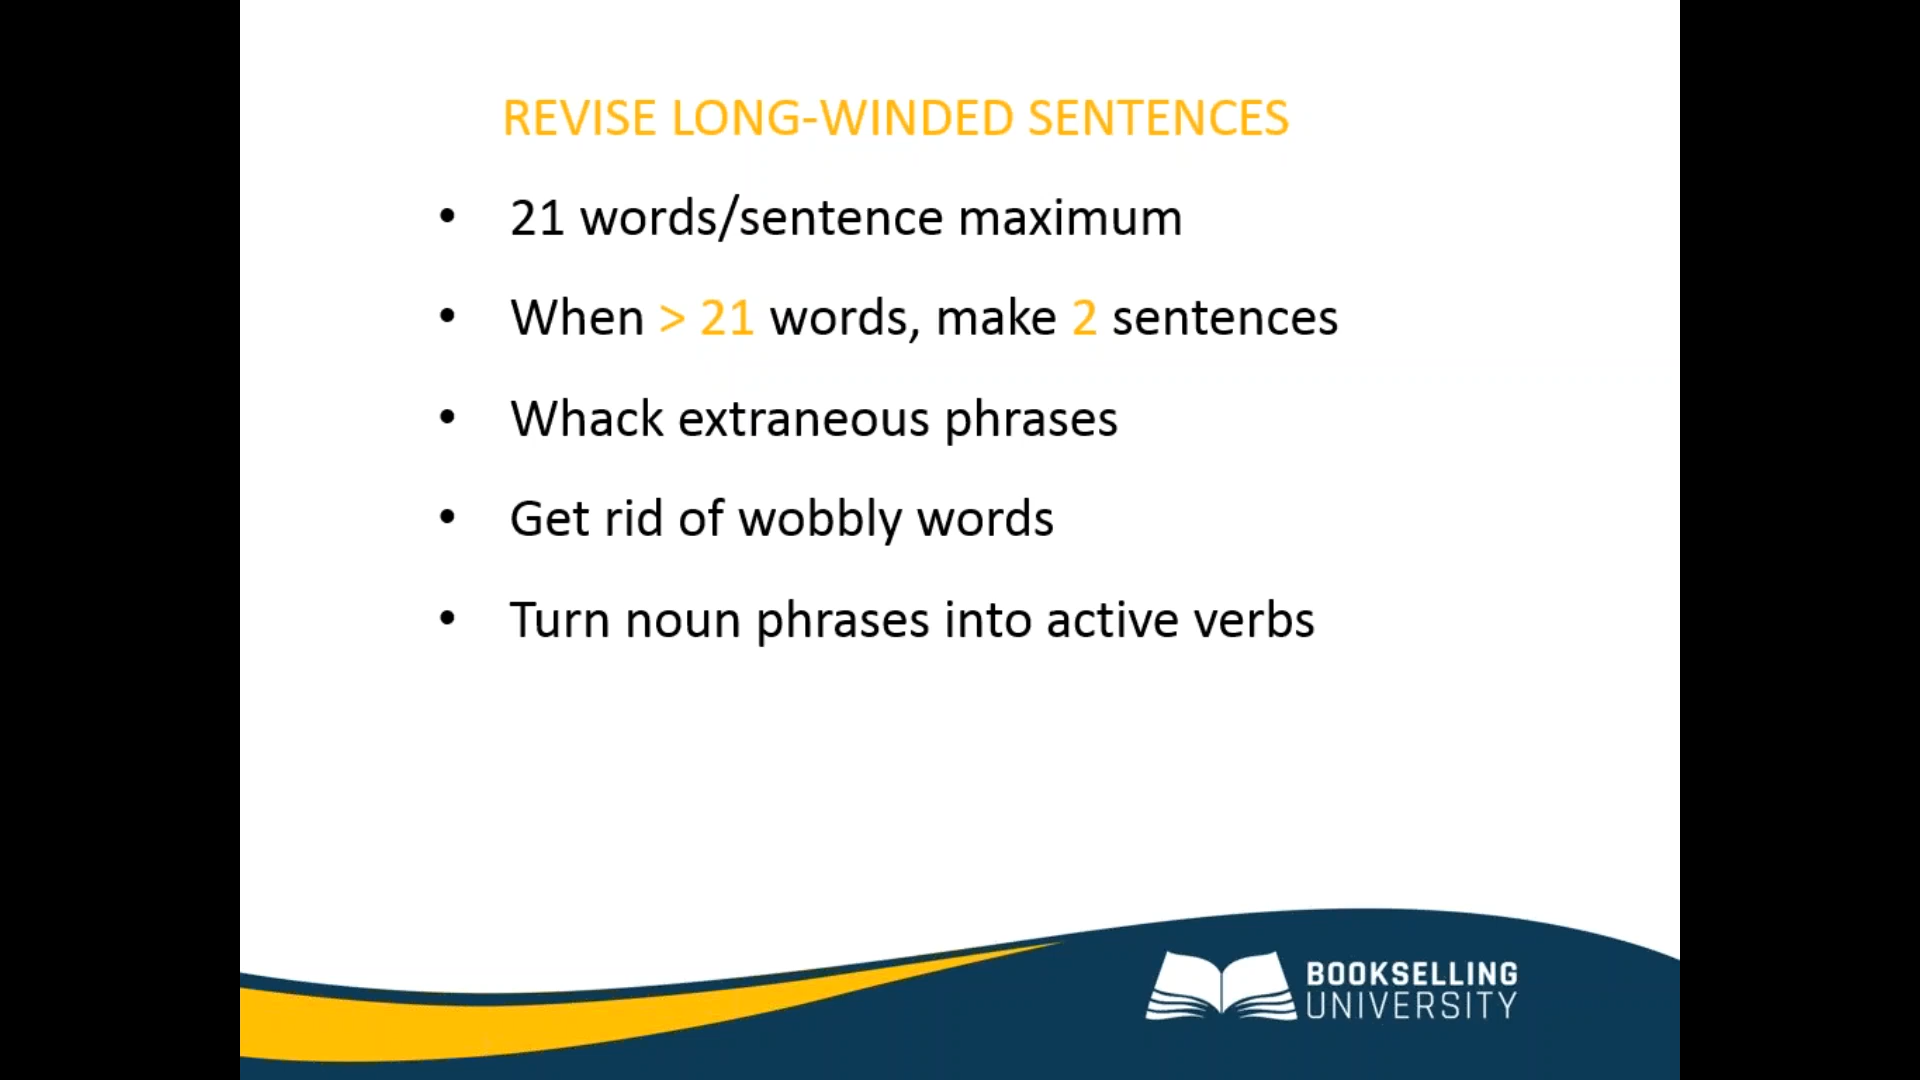 REVISE LONG-WINDED SENTENCES
• 21 words/sentence maximum
• When > 21 words, make 2 sentences
• Whack extraneous phrases
• Get rid of wobbly words
• Turn noun phrases into active verbs
BOOKSELLING
UNIVERSITY